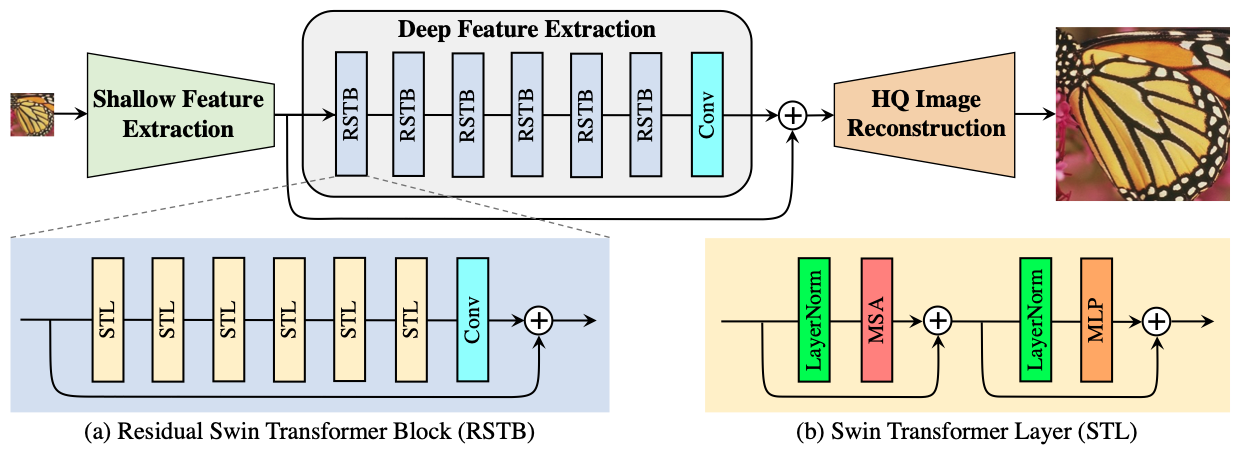 Deep Feature Extraction
Shallow Feature
Extraction
RSTB
RSTB
RSTB
RSTB
RSTB
RSTB
Conv
+
HQ Image
Reconstruction
STL
STL
STL
STL
STL
STL
Conv
+
LayerNorm
MSA
+
LayerNorm
MLP
+
(a) Residual Swin Transformer Block (RSTB)
(b) Swin Transformer Layer (STL)